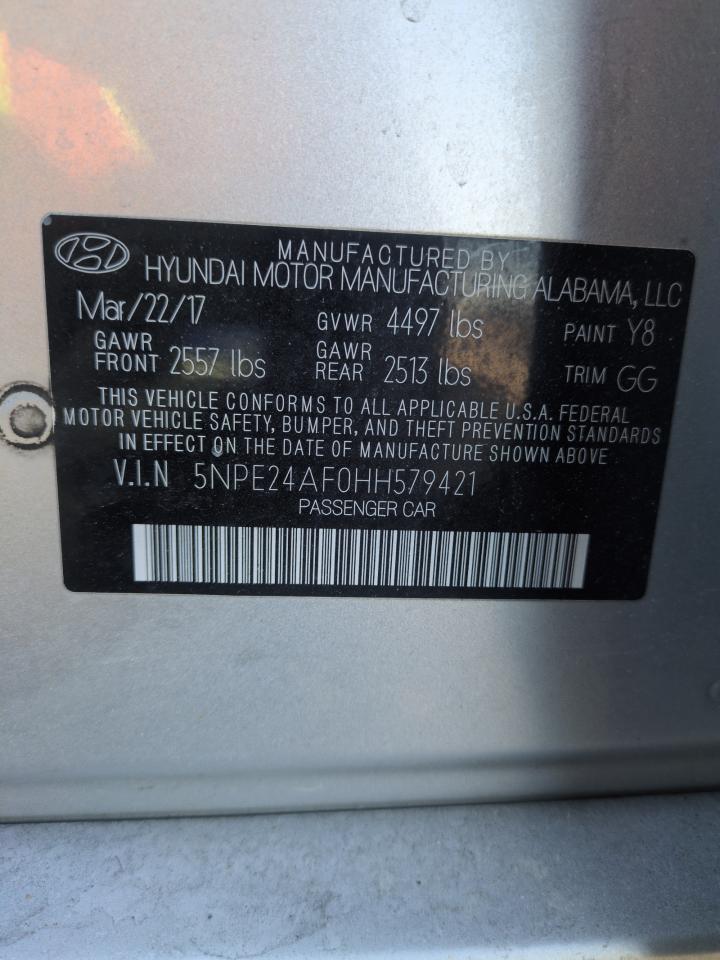 MANUFACTURED BY
HYUNDAI MOTOR MANUFACTURING ALABAMA, LLC
Mar/22/17 GVWR 4497 lbs PAINT Y8
GAWR FRONT 2557 lbs GAWR REAR 2513 lbs TRIM GG
THIS VEHICLE CONFORMS TO ALL APPLICABLE U.S.A. FEDERAL
MOTOR VEHICLE SAFETY, BUMPER, AND THEFT PREVENTION STANDARDS
IN EFFECT ON THE DATE OF MANUFACTURE SHOWN ABOVE
V.I.N 5NPE24AF0HH579421
PASSENGER CAR